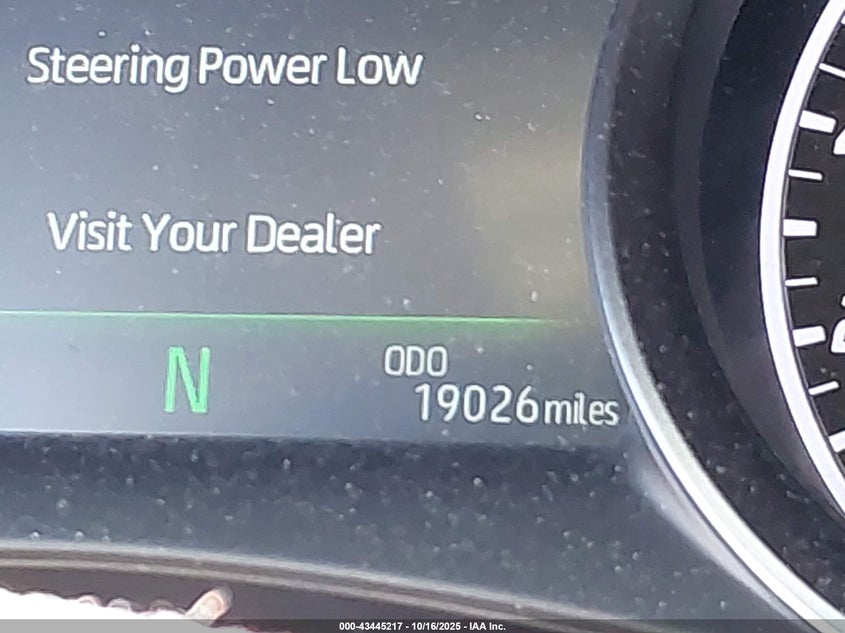 Steering Power Low
Visit Your Dealer
N
ODO
19026 miles
000-43445217 - 10/16/2025 - IAA Inc.